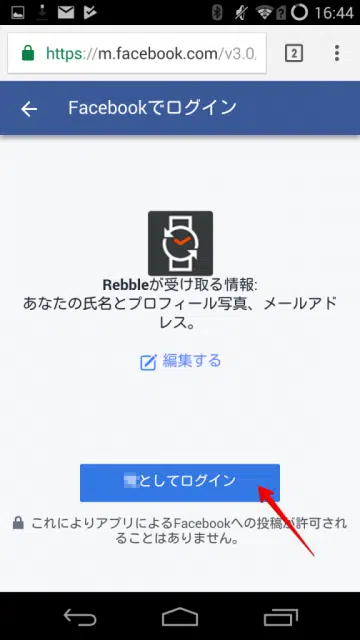 16:44
https://m.facebook.com/v3.0/
2
Facebookでログイン
Rebbleが受け取る情報:
あなたの氏名とプロフィール写真、メールアド
レス。
編集する
としてログイン
これによりアプリによるFacebookへの投稿が許可され
ることはありません。